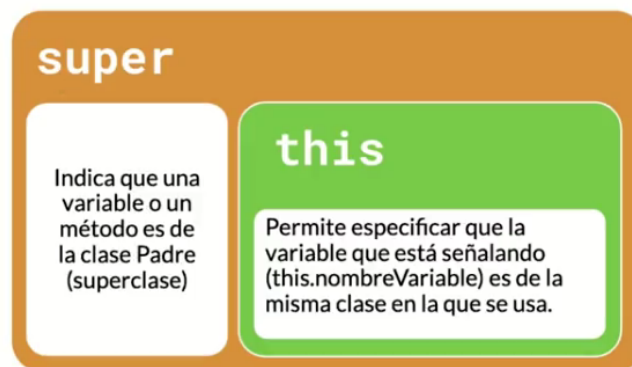 super
Indica que una
variable o un
método es de
la clase Padre
(superclase)
this
Permite especificar que la
variable que está señalando
(this.nombreVariable) es de la
misma clase en la que se usa.